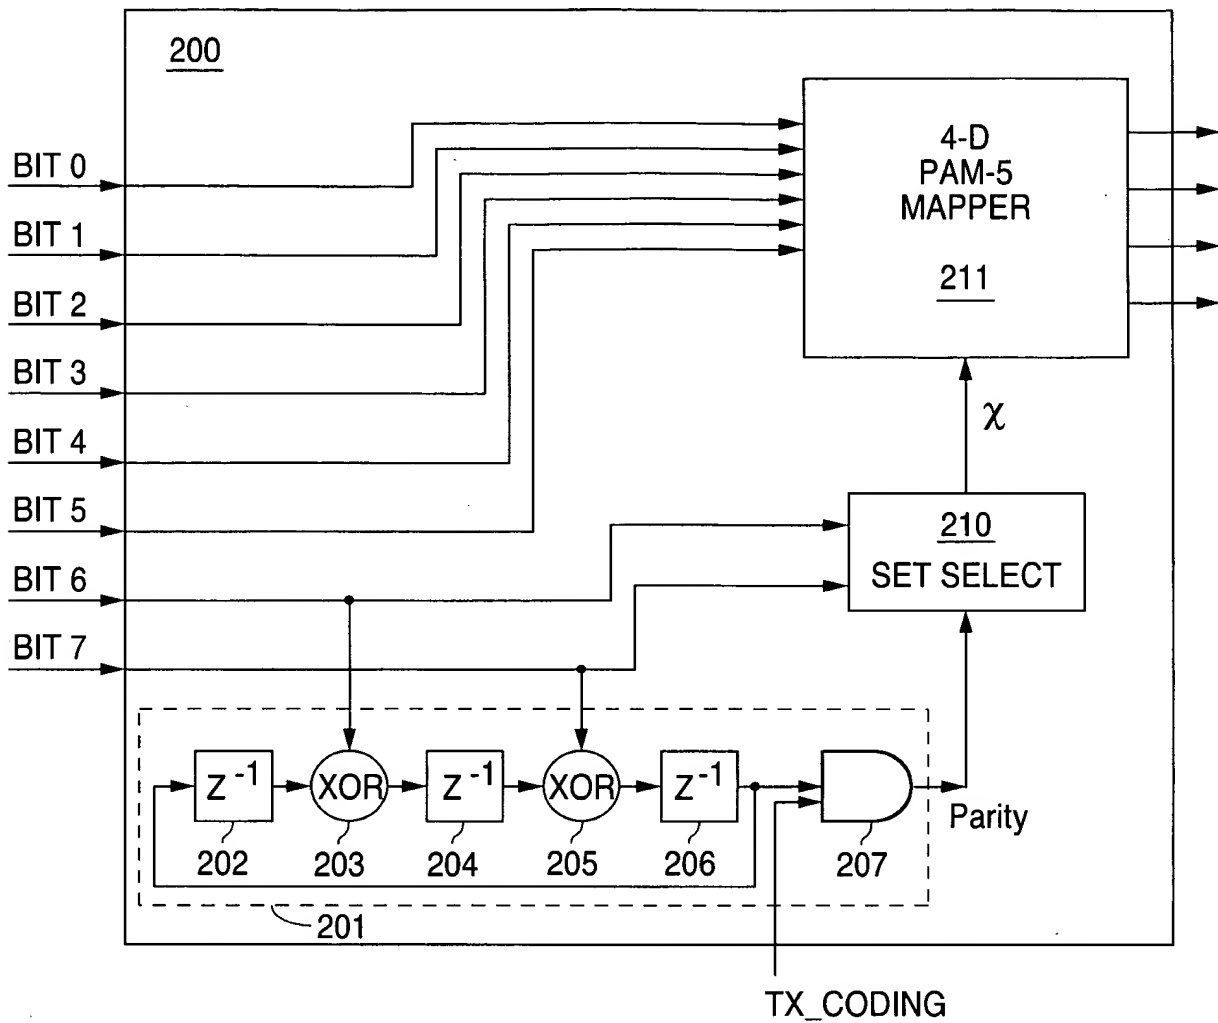 200
4-D
PAM-5
MAPPER
211
BIT 0
BIT 1
BIT 2
BIT 3
BIT 4
BIT 5
BIT 6
BIT 7
χ
210
SET SELECT
Z⁻¹
XOR
Z⁻¹
XOR
Z⁻¹
Parity
202
203
204
205
206
207
201
TX_CODING